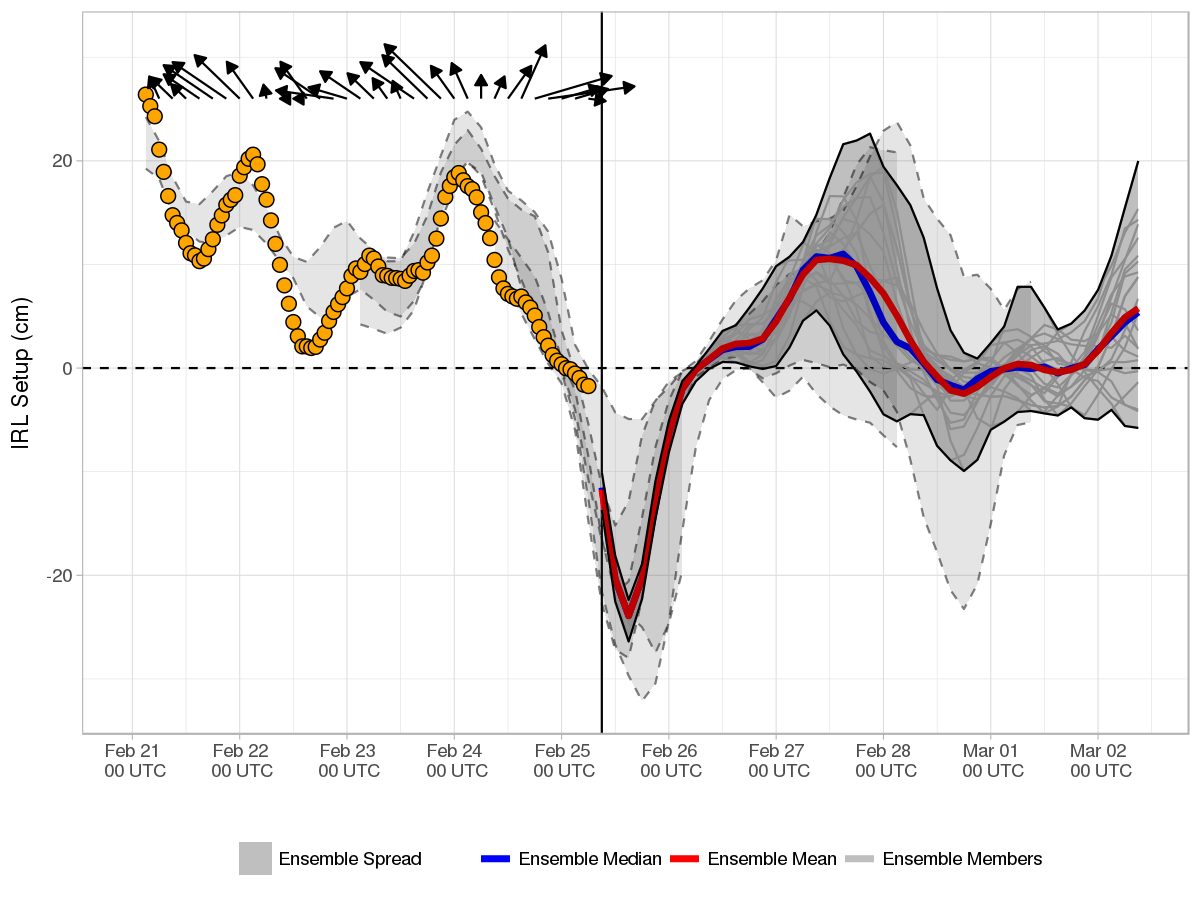 IRL Setup (cm)
20
0
-20
Feb 21 Feb 22 Feb 23 Feb 24 Feb 25 Feb 26 Feb 27 Feb 28 Mar 01 Mar 02
00 UTC 00 UTC 00 UTC 00 UTC 00 UTC 00 UTC 00 UTC 00 UTC 00 UTC 00 UTC
Ensemble Spread Ensemble Median Ensemble Mean Ensemble Members